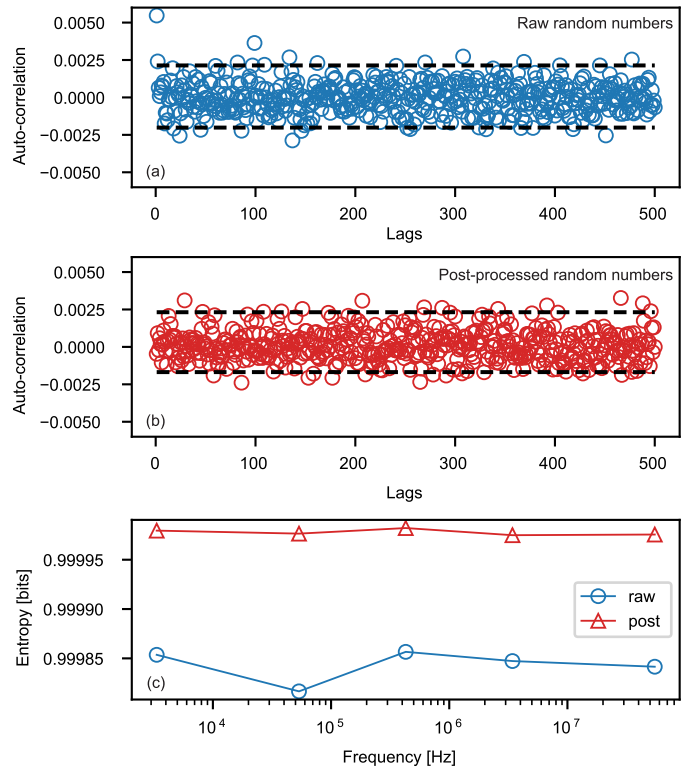 Raw random numbers
0.0050
0.0025
0.0000
−0.0025
−0.0050
Auto-correlation
(a)
0
100
200
300
400
500
Lags
Post-processed random numbers
0.0050
0.0025
0.0000
−0.0025
−0.0050
Auto-correlation
(b)
0
100
200
300
400
500
Lags
0.99995
0.99990
0.99985
Entropy [bits]
raw
post
(c)
10⁴
10⁵
10⁶
10⁷
Frequency [Hz]